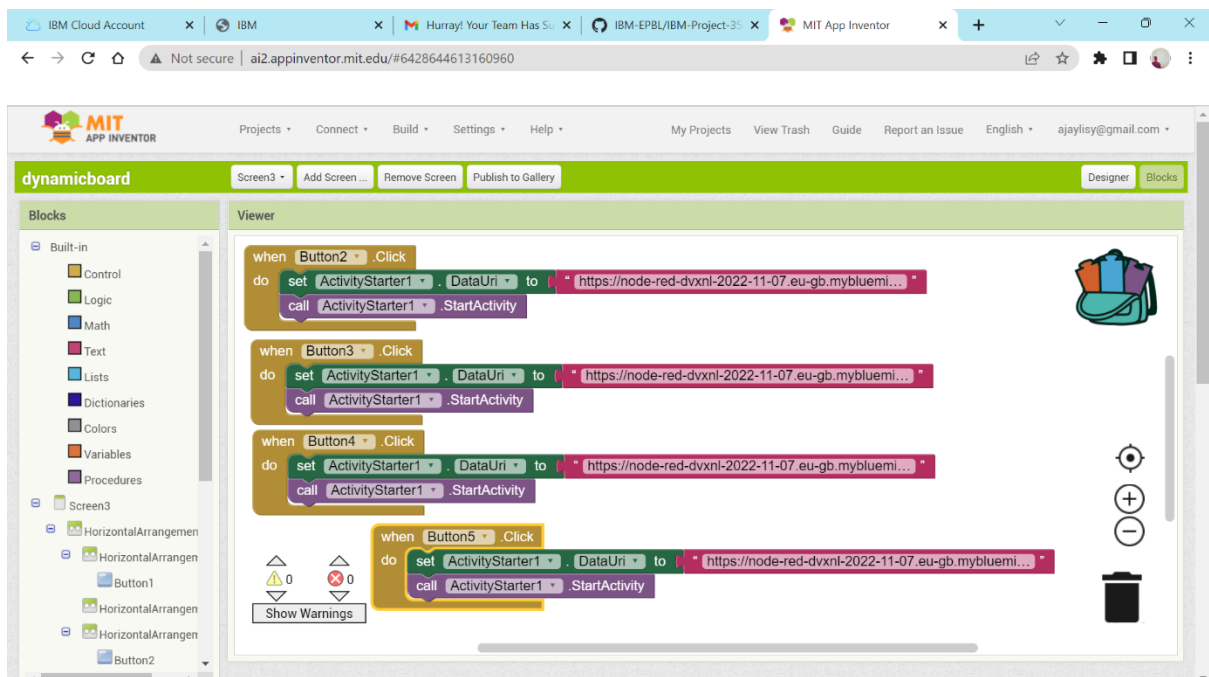 IBM Cloud Account
IBM
Hurray! Your Team Has Su
IBM-EPBL/IBM-Project-35
MIT App Inventor
Not secure | ai2.appinventor.mit.edu/#6428644613160960
MIT
APP INVENTOR
Projects
Connect
Build
Settings
Help
My Projects
View Trash
Guide
Report an Issue
English
ajaylisy@gmail.com
dynamicboard
Screen3
Add Screen ...
Remove Screen
Publish to Gallery
Designer
Blocks
Blocks
Viewer
Built-in
Control
Logic
Math
Text
Lists
Dictionaries
Colors
Variables
Procedures
Screen3
HorizontalArrangemen
HorizontalArrangem
Button1
HorizontalArrangem
HorizontalArrangem
Button2
when Button2 .Click
do set ActivityStarter1 . DataUri to " https://node-red-dvxnl-2022-11-07.eu-gb.mybluemi... "
call ActivityStarter1 .StartActivity
when Button3 .Click
do set ActivityStarter1 . DataUri to " https://node-red-dvxnl-2022-11-07.eu-gb.mybluemi... "
call ActivityStarter1 .StartActivity
when Button4 .Click
do set ActivityStarter1 . DataUri to " https://node-red-dvxnl-2022-11-07.eu-gb.mybluemi... "
call ActivityStarter1 .StartActivity
when Button5 .Click
do set ActivityStarter1 . DataUri to " https://node-red-dvxnl-2022-11-07.eu-gb.mybluemi... "
call ActivityStarter1 .StartActivity
0
0
Show Warnings